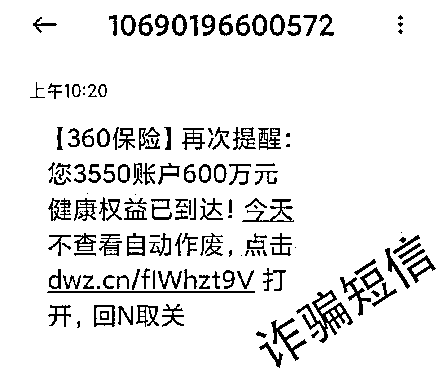 10690196600572
上午10:20
【360保险】再次提醒:
您3550账户600万元
健康权益已到达! 今天
不查看自动作废, 点击
dwz.cn/fIWhzt9V 打
开, 回N取关
诈骗短信